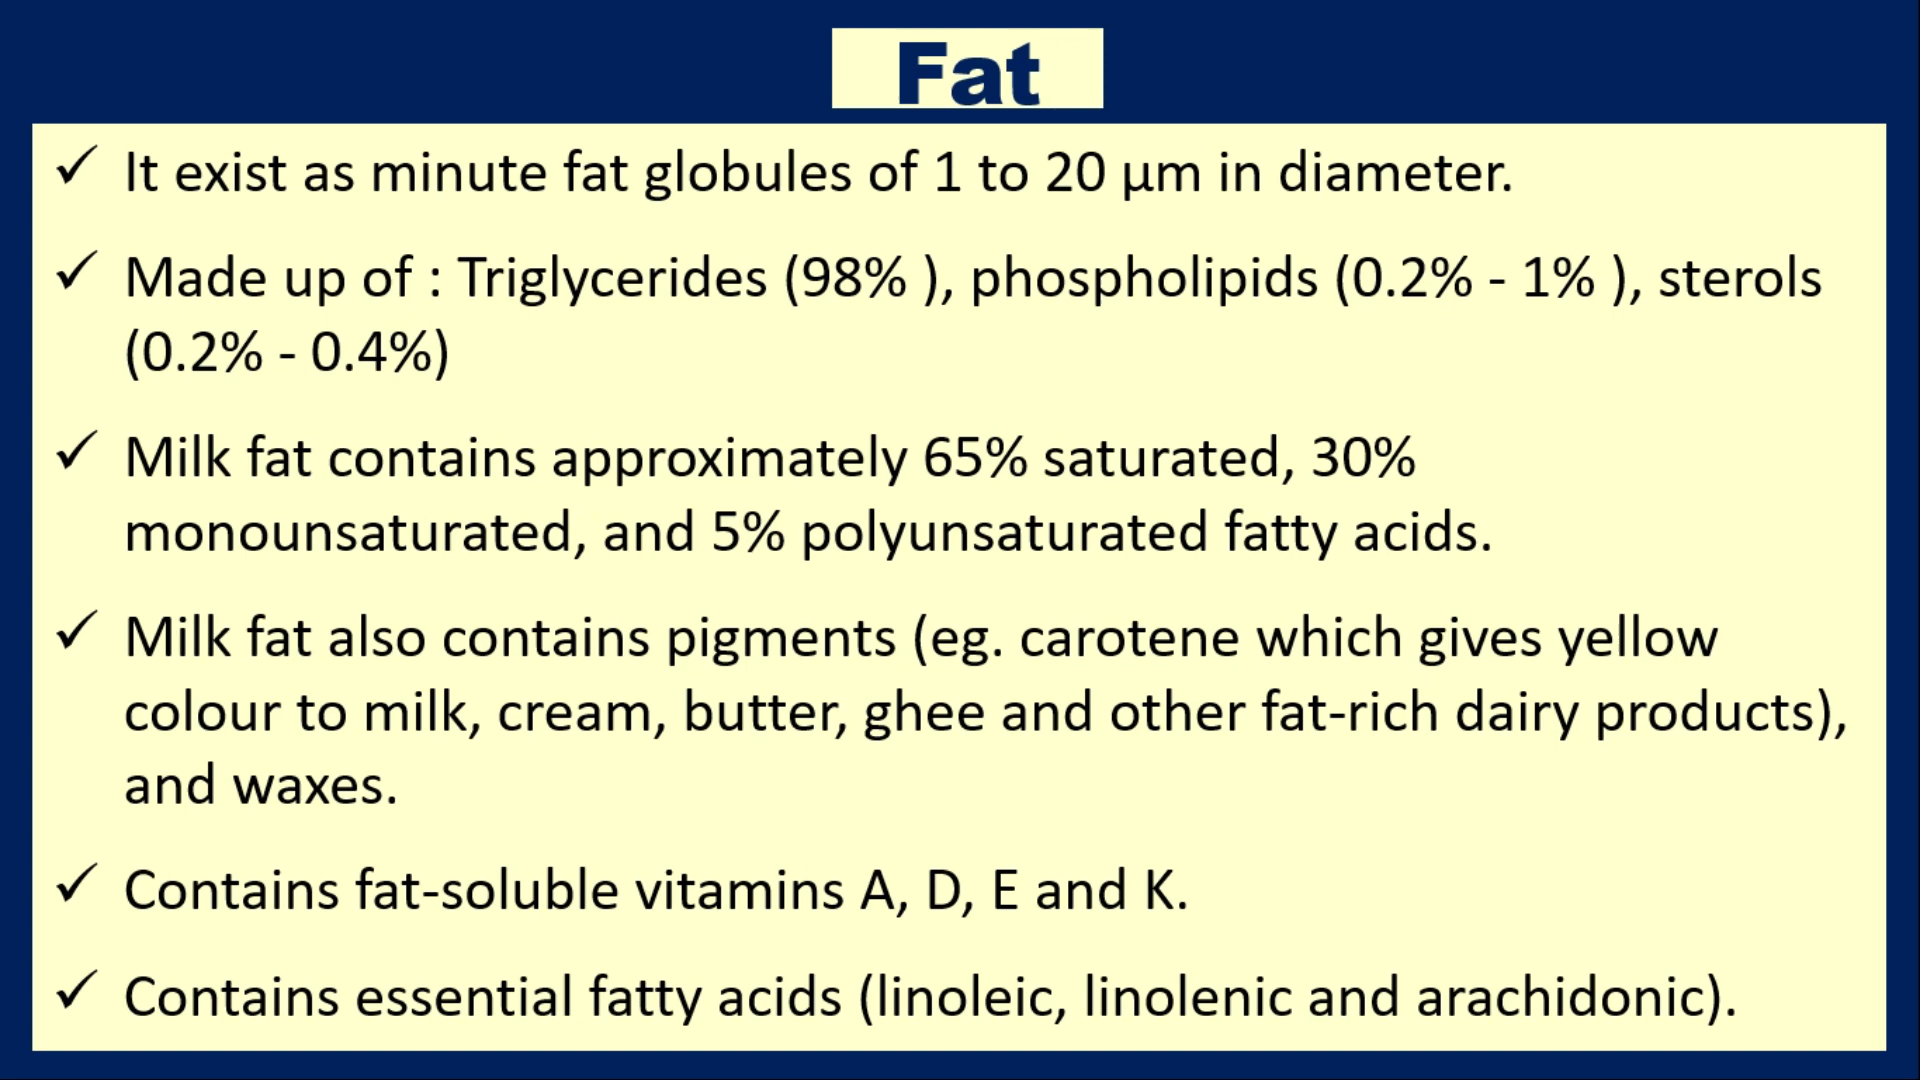 Fat
✓ It exist as minute fat globules of 1 to 20 µm in diameter.
✓ Made up of : Triglycerides (98% ), phospholipids (0.2% - 1% ), sterols
(0.2% - 0.4%)
✓ Milk fat contains approximately 65% saturated, 30%
monounsaturated, and 5% polyunsaturated fatty acids.
✓ Milk fat also contains pigments (eg. carotene which gives yellow
colour to milk, cream, butter, ghee and other fat-rich dairy products),
and waxes.
✓ Contains fat-soluble vitamins A, D, E and K.
✓ Contains essential fatty acids (linoleic, linolenic and arachidonic).